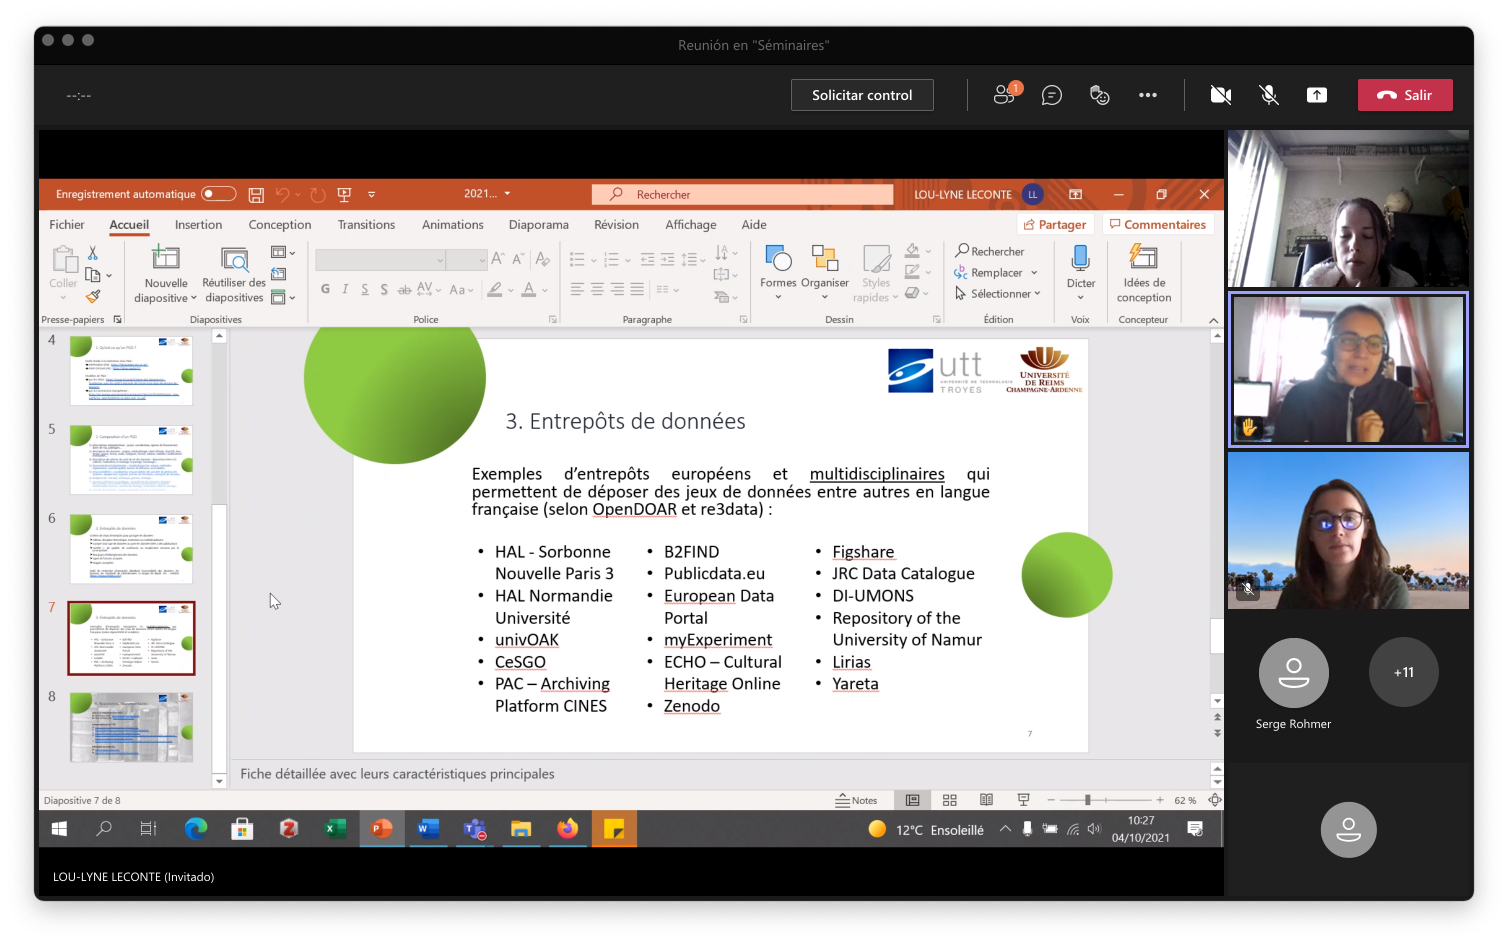 Reunión en "Séminaires"
--:--
Solicitar control
1
Salir
Enregistrement automatique
2021...
Rechercher
LOU-LYNE LECONTE
LL
Fichier
Accueil
Insertion
Conception
Transitions
Animations
Diaporama
Révision
Affichage
Aide
Partager
Commentaires
Coller
Nouvelle
diapositive
Réutiliser des
diapositives
Formes
Organiser
Styles
rapides
Rechercher
Remplacer
Sélectionner
Dicter
Idées de
conception
Presse-papiers
Diapositives
Police
Paragraphe
Dessin
Édition
Voix
Concepteur
4
5
6
7
8
utt
UNIVERSITÉ DE TECHNOLOGIE
TROYES
UNIVERSITÉ
DE REIMS
CHAMPAGNE-ARDENNE
3. Entrepôts de données
Exemples d'entrepôts européens et multidisciplinaires qui
permettent de déposer des jeux de données entre autres en langue
française (selon OpenDOAR et re3data) :
• HAL - Sorbonne
Nouvelle Paris 3
• HAL Normandie
Université
• univOAK
• CeSGO
• PAC – Archiving
Platform CINES
• B2FIND
• Publicdata.eu
• European Data
Portal
• myExperiment
• ECHO – Cultural
Heritage Online
• Zenodo
• Figshare
• JRC Data Catalogue
• DI-UMONS
• Repository of the
University of Namur
• Lirias
• Yareta
7
Fiche détaillée avec leurs caractéristiques principales
Diapositive 7 de 8
Notes
62 %
12°C Ensoleillé
10:27
04/10/2021
LOU-LYNE LECONTE (Invitado)
Serge Rohmer
+11